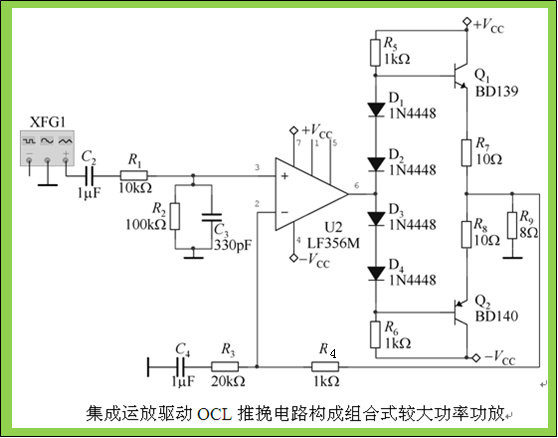 +VCC
R5
1kΩ
Q1
BD139
XFG1
D1
1N4448
+VCC
7
1
5
C2
1μF
R1
10kΩ
3
D2
1N4448
R7
10Ω
6
R2
100kΩ
C3
330pF
2
U2
LF356M
4
−VCC
D3
1N4448
R8
10Ω
R9
8Ω
D4
1N4448
Q2
BD140
R6
1kΩ
−VCC
C4
1μF
R3
20kΩ
R4
1kΩ
集成运放驱动OCL推挽电路构成组合式较大功率功放